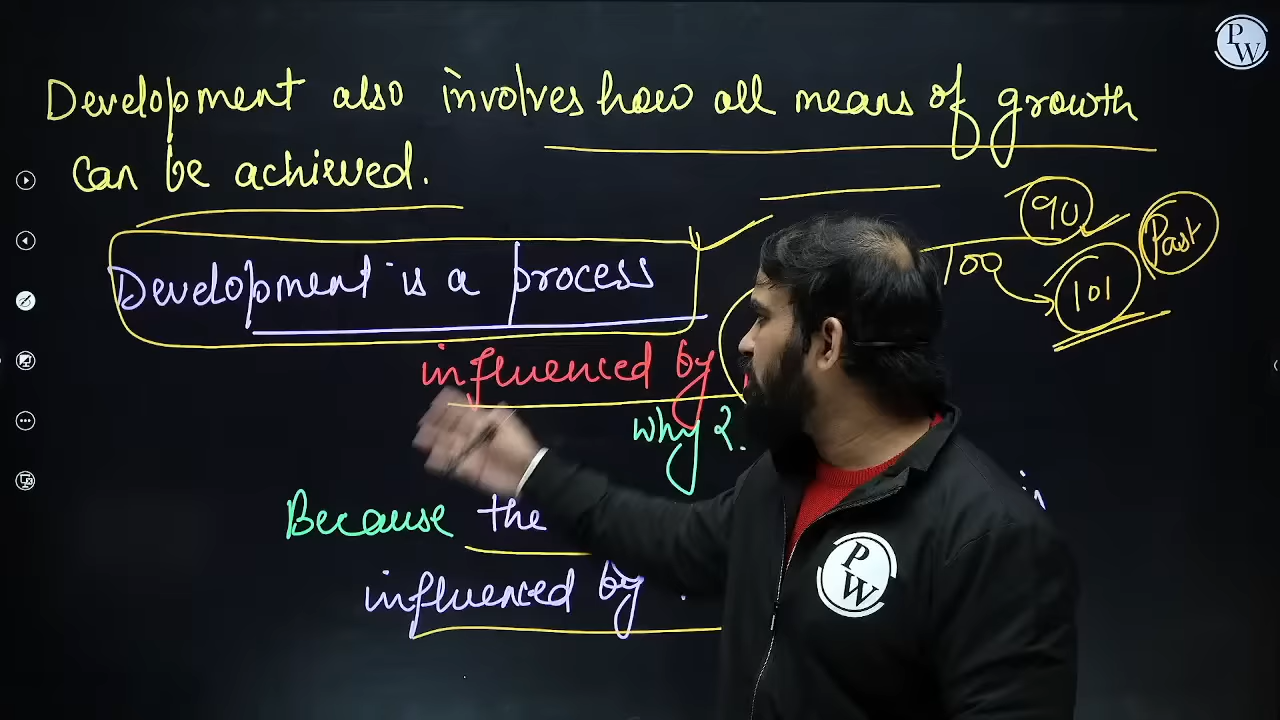 PW
Development also involves how all means of growth
can be achieved.
90
Past
Development is a process
100
101
influenced by
why?
Because the
influenced by .
PW